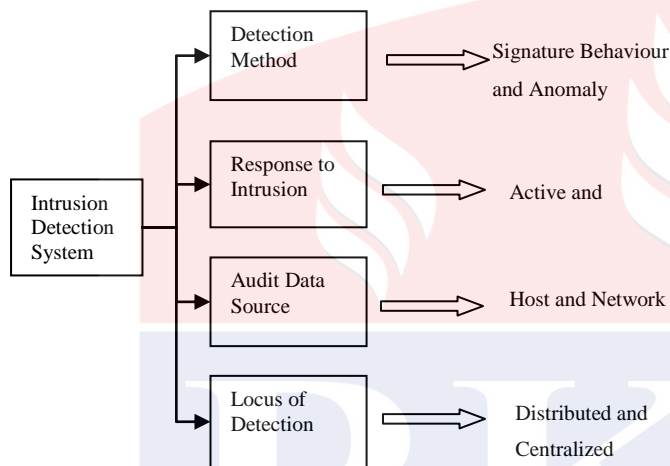 Detection
Method
Signature Behaviour
and Anomaly
Response to
Intrusion
Active and
Intrusion
Detection
System
Audit Data
Source
Host and Network
Locus of
Detection
Distributed and
Centralized